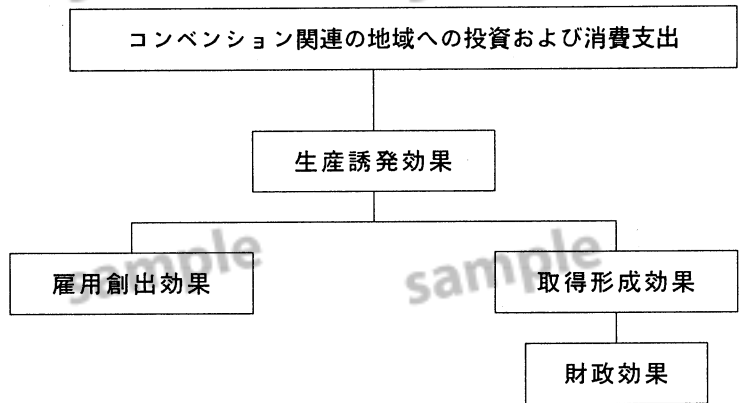 コンベンション関連の地域への投資および消費支出
生産誘発効果
雇用創出効果
取得形成効果
財政効果
sample
sample